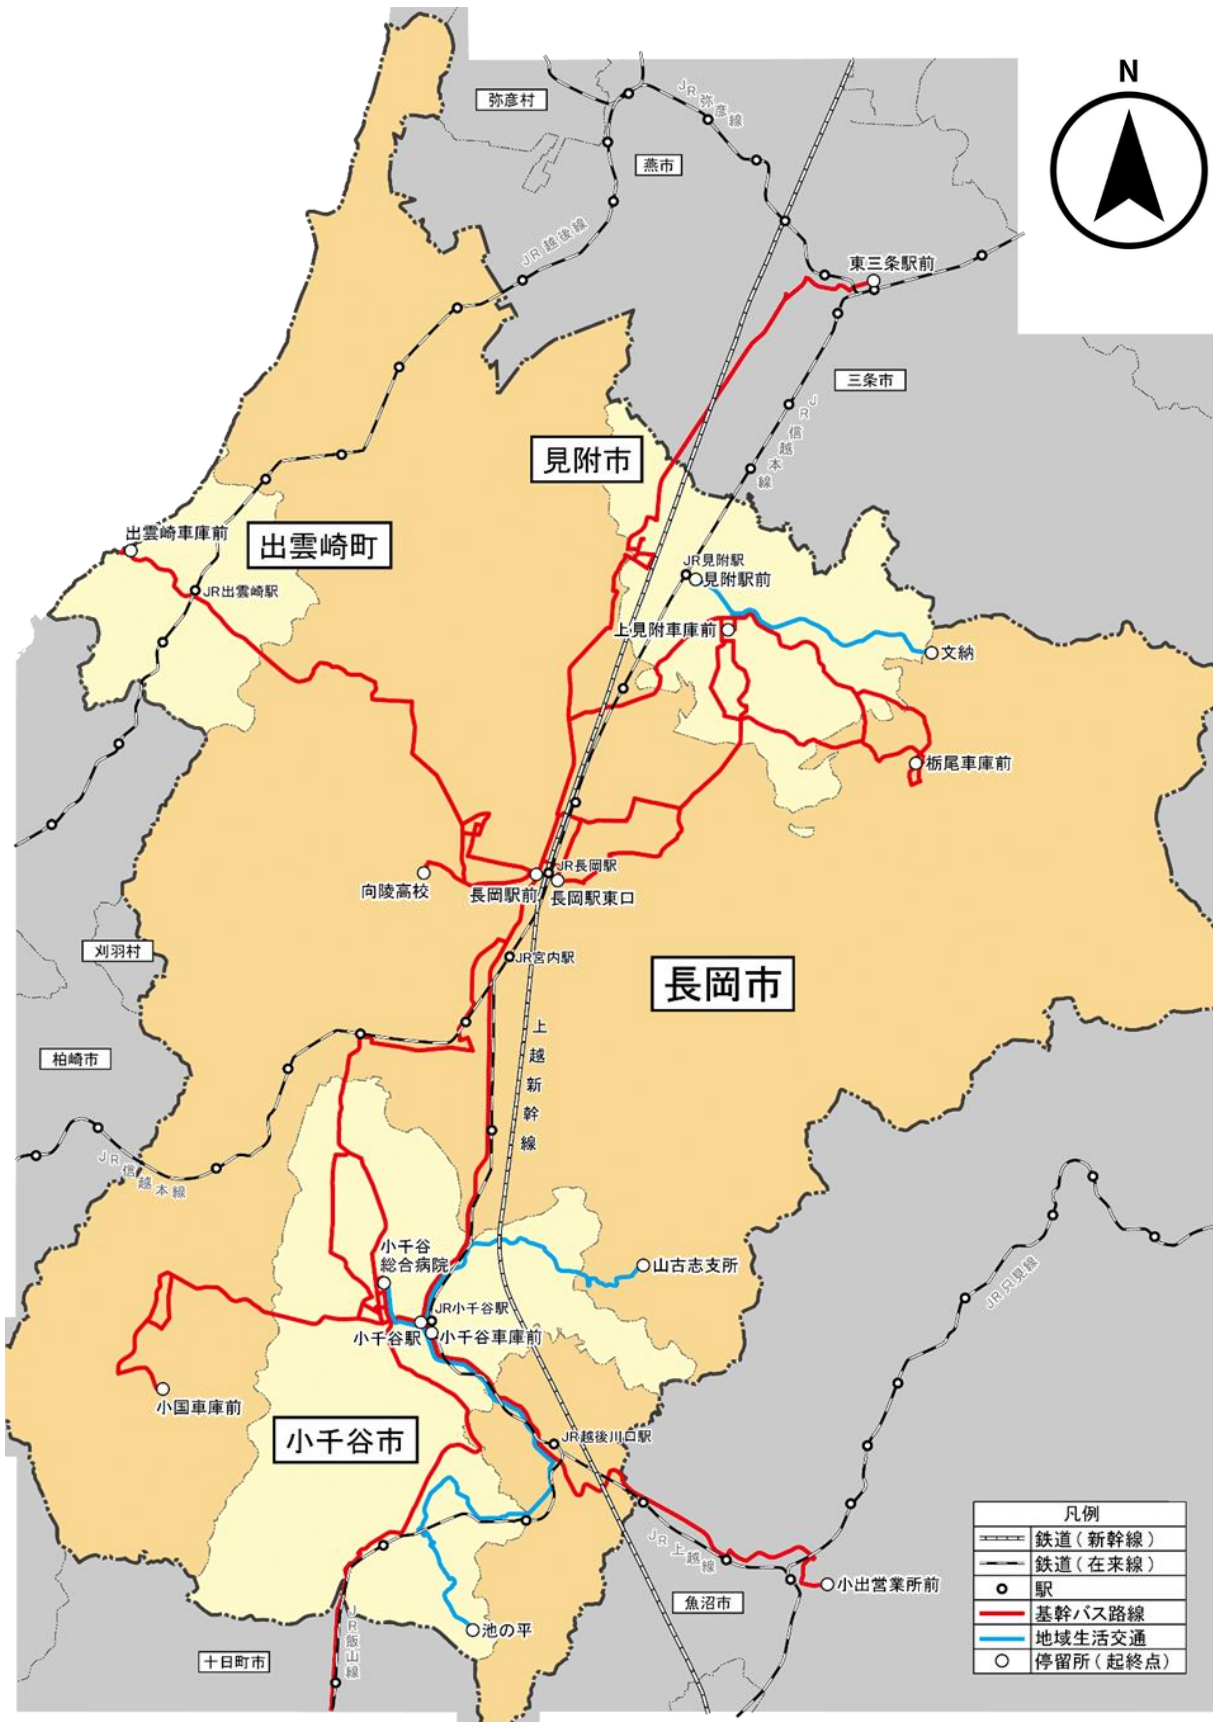 N
弥彦村
JR弥彦線
燕市
JR越後線
東三条駅前
三条市
JR信越本線
見附市
出雲崎車庫前
出雲崎町
JR見附駅
見附駅前
JR出雲崎駅
上見附車庫前
文納
栃尾車庫前
JR長岡駅
向陵高校
長岡駅前
長岡駅東口
刈羽村
JR宮内駅
長岡市
上越新幹線
柏崎市
JR信越本線
小千谷
総合病院
山古志支所
JR只見線
JR小千谷駅
小千谷駅
小千谷車庫前
小国車庫前
小千谷市
JR越後川口駅
凡例
鉄道(新幹線)
鉄道(在来線)
駅
基幹バス路線
地域生活交通
停留所(起終点)
JR上越線
小出営業所前
魚沼市
JR飯山線
池の平
十日町市